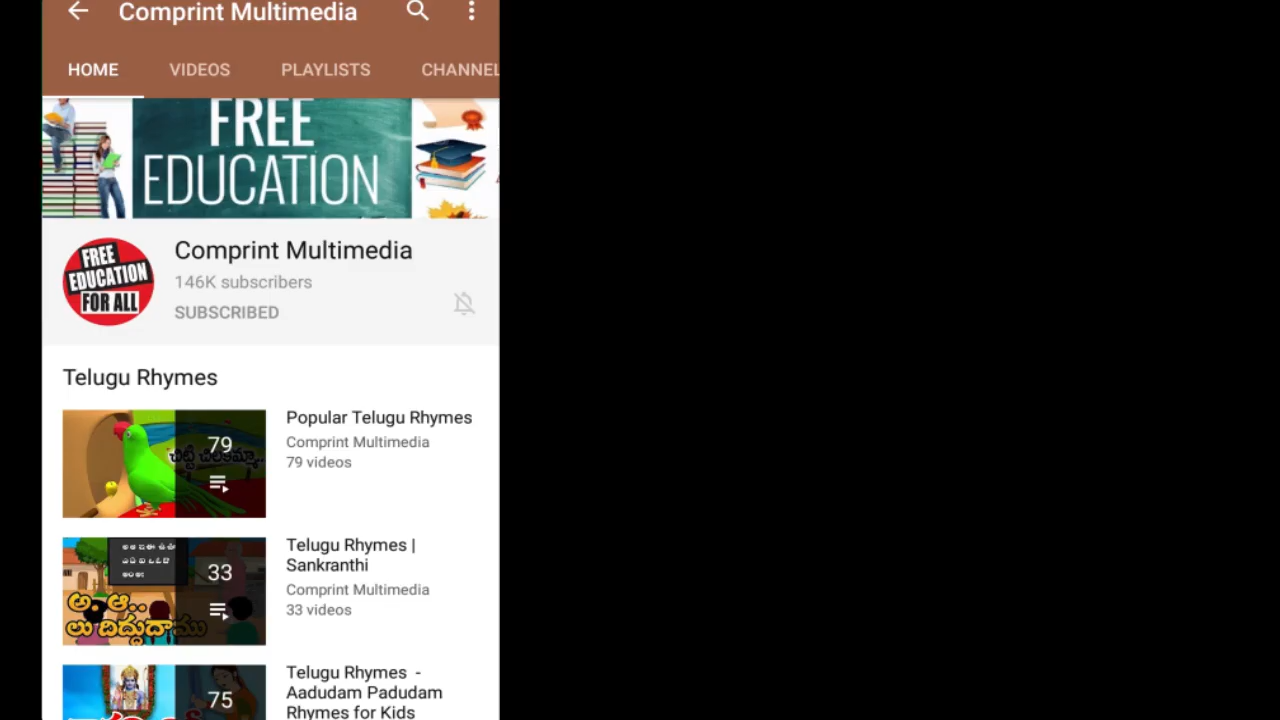 Comprint Multimedia
HOME VIDEOS PLAYLISTS CHANNEL
FREE
EDUCATION
FREE
EDUCATION
FOR ALL
Comprint Multimedia
146K subscribers
SUBSCRIBED
Telugu Rhymes
79
చిట్టి చిలకమ్మా..
Popular Telugu Rhymes
Comprint Multimedia
79 videos
33
అ. ఆ..
లు దిద్దుదాము
Telugu Rhymes |
Sankranthi
Comprint Multimedia
33 videos
75
Telugu Rhymes -
Aadudam Padudam
Rhymes for Kids